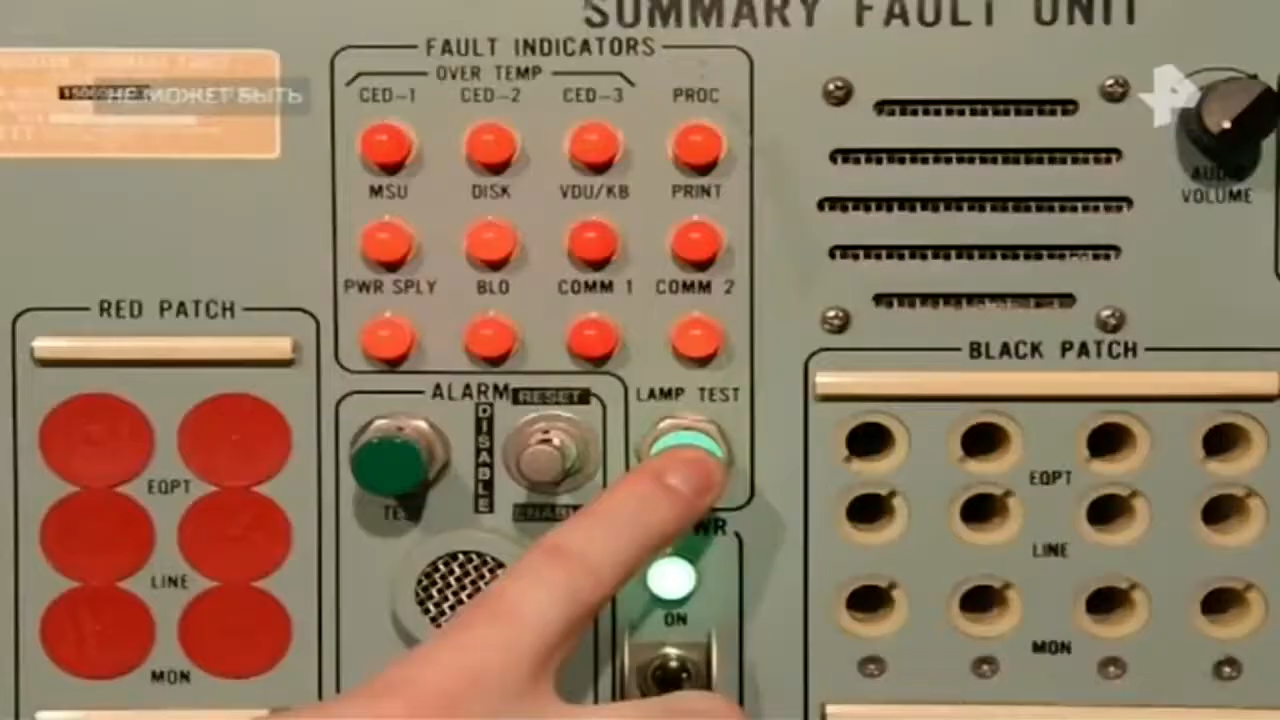 SUMMARY FAULT UNIT
FAULT INDICATORS
OVER TEMP
CED-1 CED-2 CED-3 PROC
НЕ МОЖЕТ БЫТЬ
MSU DISK VDU/KB PRINT
AUDIO
VOLUME
PWR SPLY BLO COMM 1 COMM 2
RED PATCH
BLACK PATCH
ALARM
RESET
LAMP TEST
DISABLE
EQPT
EQPT
TEST
ENABLE
PWR
LINE
LINE
ON
MON
MON